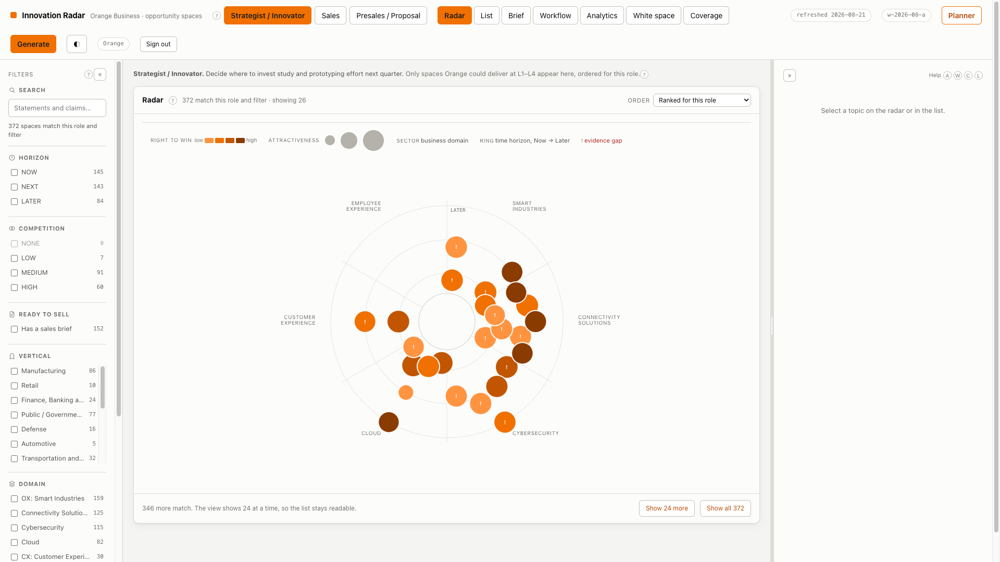 Innovation Radar Orange Business · opportunity spaces ? Strategist / Innovator Sales Presales / Proposal Radar List Brief Workflow Analytics White space Coverage refreshed 2026-08-21 w-2026-08-a Planner
Generate Orange Sign out
FILTERS ? «
SEARCH
Statements and claims...
372 spaces match this role and
filter
HORIZON
NOW 145
NEXT 143
LATER 84
COMPETITION
NONE 0
LOW 7
MEDIUM 91
HIGH 60
READY TO SELL
Has a sales brief 152
VERTICAL
Manufacturing 86
Retail 10
Finance, Banking a... 24
Public / Governme... 77
Defense 16
Automotive 5
Transportation and... 32
DOMAIN
OX: Smart Industries 159
Connectivity Solutio... 125
Cybersecurity 115
Cloud 82
CX: Customer Experi... 30
Strategist / Innovator. Decide where to invest study and prototyping effort next quarter. Only spaces Orange could deliver at L1–L4 appear here, ordered for this role. ?
Radar ? 372 match this role and filter · showing 26 ORDER Ranked for this role
RIGHT TO WIN low high ATTRACTIVENESS SECTOR business domain RING time horizon, Now → Later ! evidence gap
EMPLOYEE
EXPERIENCE
LATER
SMART
INDUSTRIES
CUSTOMER
EXPERIENCE
CONNECTIVITY
SOLUTIONS
CLOUD
CYBERSECURITY
!
!
!
!
!
!
!
!
!
!
!
!
!
346 more match. The view shows 24 at a time, so the list stays readable. Show 24 more Show all 372
» Help A W C L
Select a topic on the radar or in the list.